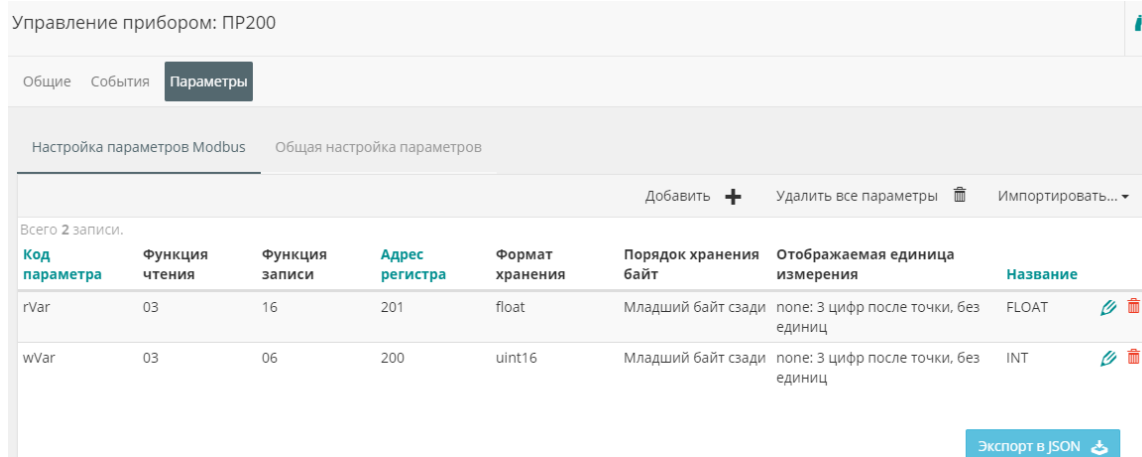 Управление прибором: ПР200
Общие События Параметры
Настройка параметров Modbus Общая настройка параметров
Добавить Удалить все параметры Импортировать...
Всего 2 записи.
Код параметра Функция чтения Функция записи Адрес регистра Формат хранения Порядок хранения байт Отображаемая единица измерения Название
rVar 03 16 201 float Младший байт сзади none: 3 цифр после точки, без единиц FLOAT
wVar 03 06 200 uint16 Младший байт сзади none: 3 цифр после точки, без единиц INT
Экспорт в JSON